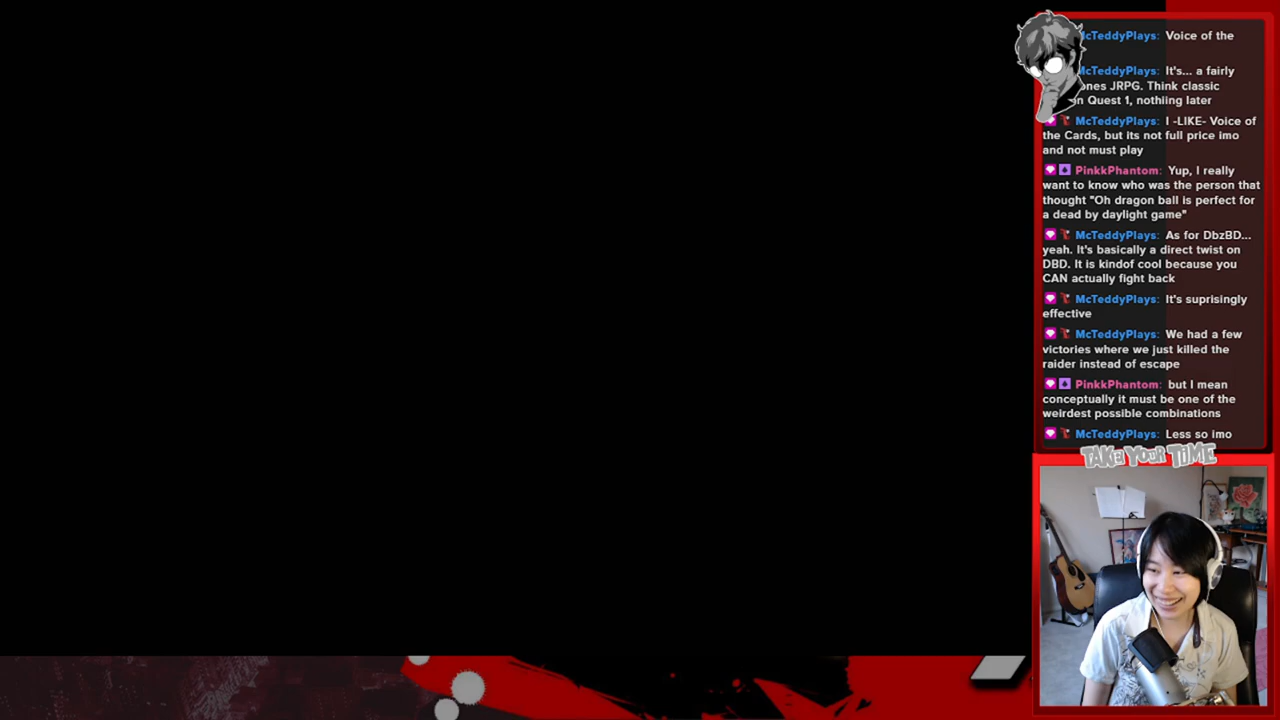 cTeddyPlays: Voice of the
cTeddyPlays: It's... a fairly
ones JRPG. Think classic
n Quest 1, nothiing later
McTeddyPlays: I -LIKE- Voice of
the Cards, but its not full price imo
and not must play
PinkkPhantom: Yup, I really
want to know who was the person that
thought "Oh dragon ball is perfect for
a dead by daylight game"
McTeddyPlays: As for DbzBD...
yeah. It's basically a direct twist on
DBD. It is kindof cool because you
CAN actually fight back
McTeddyPlays: It's suprisingly
effective
McTeddyPlays: We had a few
victories where we just killed the
raider instead of escape
PinkkPhantom: but I mean
conceptually it must be one of the
weirdest possible combinations
McTeddyPlays: Less so imo
TAKE YOUR TIME